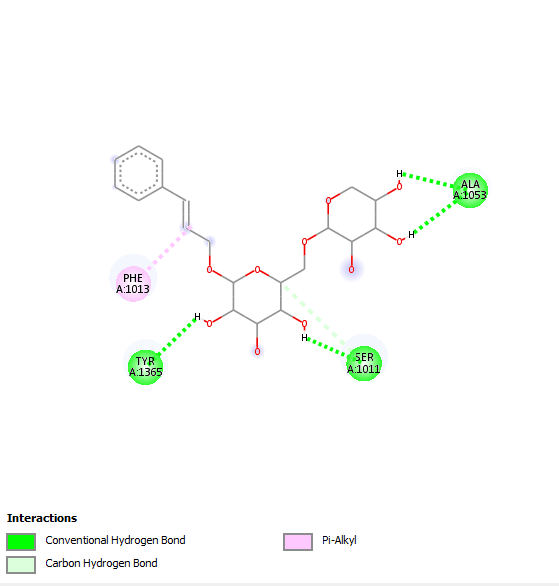 H
O
ALA
A:1053
O
H
O
O
O
PHE
A:1013
O
O
H
O
O
H
O
TYR
A:1365
SER
A:1011
Interactions
Conventional Hydrogen Bond
Pi-Alkyl
Carbon Hydrogen Bond